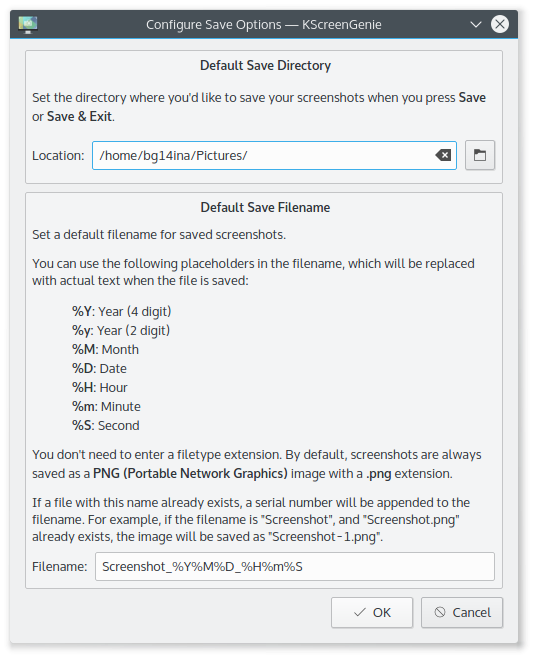 Configure Save Options — KScreenGenie
Default Save Directory
Set the directory where you'd like to save your screenshots when you press Save
or Save & Exit.
Location: /home/bg14ina/Pictures/
Default Save Filename
Set a default filename for saved screenshots.
You can use the following placeholders in the filename, which will be replaced
with actual text when the file is saved:
%Y: Year (4 digit)
%y: Year (2 digit)
%M: Month
%D: Date
%H: Hour
%m: Minute
%S: Second
You don't need to enter a filetype extension. By default, screenshots are always
saved as a PNG (Portable Network Graphics) image with a .png extension.
If a file with this name already exists, a serial number will be appended to the
filename. For example, if the filename is "Screenshot", and "Screenshot.png"
already exists, the image will be saved as "Screenshot-1.png".
Filename: Screenshot_%Y%M%D_%H%m%S
OK Cancel